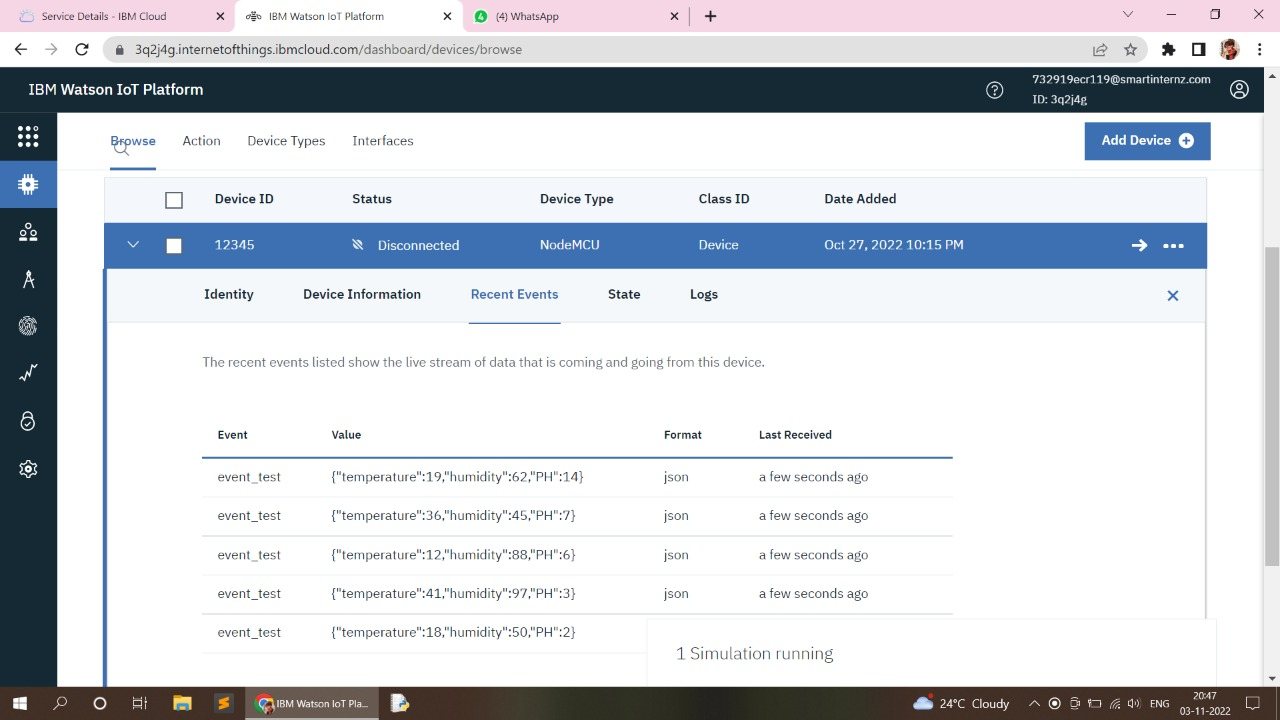 Service Details - IBM Cloud
IBM Watson IoT Platform
4 (4) WhatsApp
3q2j4g.internetofthings.ibmcloud.com/dashboard/devices/browse
IBM Watson IoT Platform
732919ecr119@smartinternz.com
ID: 3q2j4g
Browse Action Device Types Interfaces
Add Device
Device ID Status Device Type Class ID Date Added
12345 Disconnected NodeMCU Device Oct 27, 2022 10:15 PM
Identity Device Information Recent Events State Logs
The recent events listed show the live stream of data that is coming and going from this device.
Event Value Format Last Received
event_test {"temperature":19,"humidity":62,"PH":14} json a few seconds ago
event_test {"temperature":36,"humidity":45,"PH":7} json a few seconds ago
event_test {"temperature":12,"humidity":88,"PH":6} json a few seconds ago
event_test {"temperature":41,"humidity":97,"PH":3} json a few seconds ago
event_test {"temperature":18,"humidity":50,"PH":2}
1 Simulation running
IBM Watson IoT Pla...
24°C Cloudy
ENG
20:47
03-11-2022